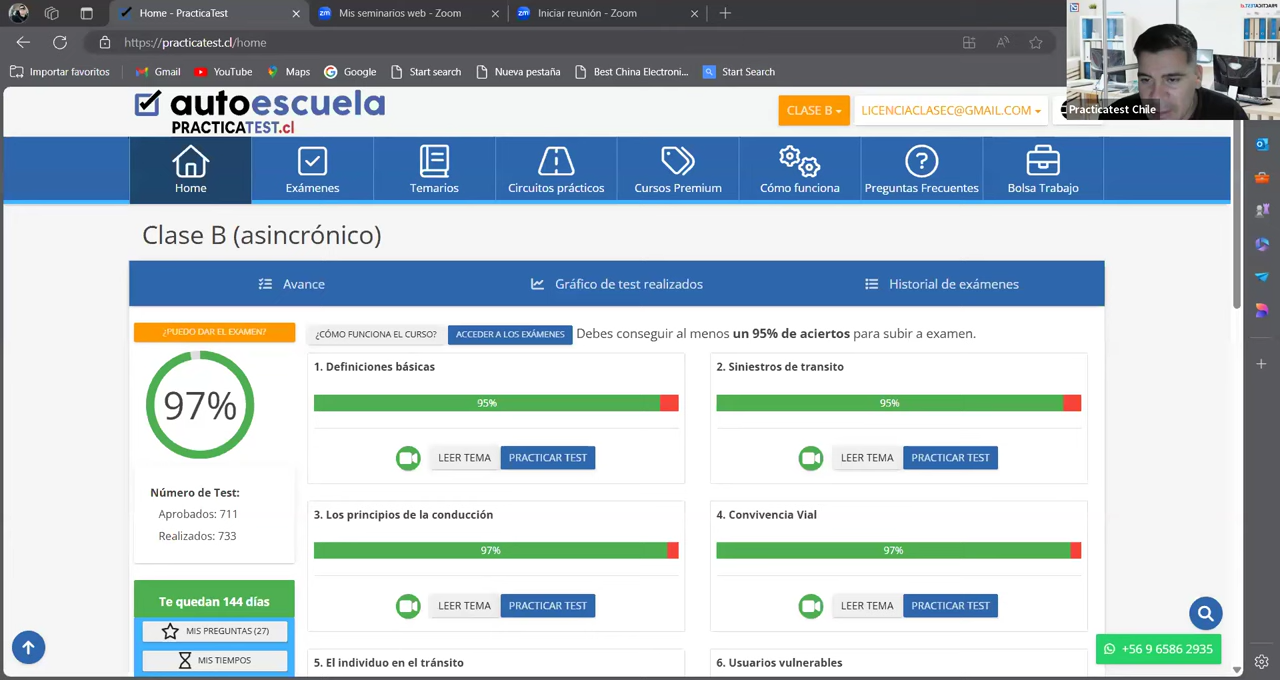 Home - PracticaTest
Mis seminarios web - Zoom
Iniciar reunión - Zoom
https://practicatest.cl/home
Importar favoritos
Gmail
YouTube
Maps
Google
Start search
Nueva pestaña
Best China Electroni...
Start Search
Practicatest Chile
autoescuela
PRACTICATEST.cl
CLASE B
LICENCIACLASEC@GMAIL.COM
Home
Exámenes
Temarios
Circuitos prácticos
Cursos Premium
Cómo funciona
Preguntas Frecuentes
Bolsa Trabajo
Clase B (asincrónico)
Avance
Gráfico de test realizados
Historial de exámenes
¿PUEDO DAR EL EXAMEN?
¿CÓMO FUNCIONA EL CURSO?
ACCEDER A LOS EXÁMENES
Debes conseguir al menos un 95% de aciertos para subir a examen.
97%
Número de Test:
Aprobados: 711
Realizados: 733
Te quedan 144 días
MIS PREGUNTAS (27)
MIS TIEMPOS
1. Definiciones básicas
95%
LEER TEMA
PRACTICAR TEST
2. Siniestros de transito
95%
LEER TEMA
PRACTICAR TEST
3. Los principios de la conducción
97%
LEER TEMA
PRACTICAR TEST
4. Convivencia Vial
97%
LEER TEMA
PRACTICAR TEST
5. El individuo en el tránsito
6. Usuarios vulnerables
+56 9 6586 2935